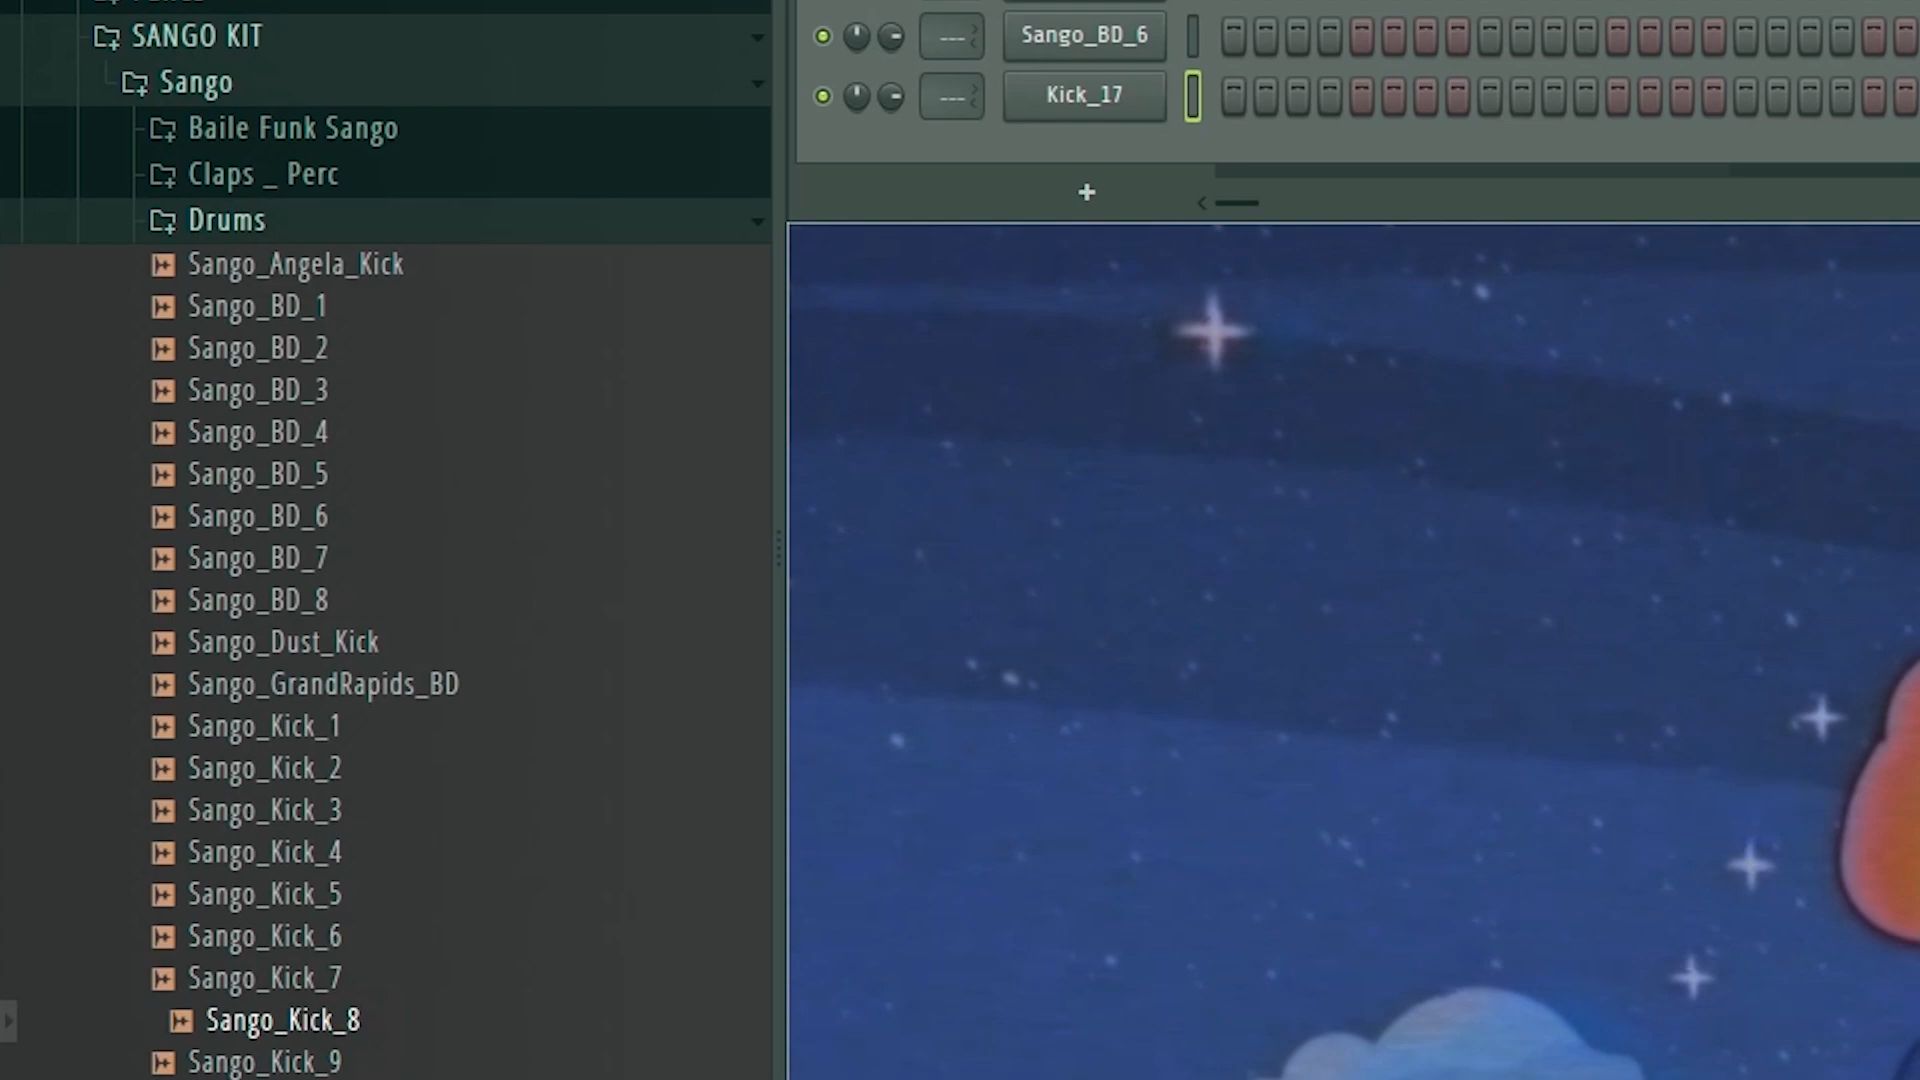 SANGO KIT
Sango
Baile Funk Sango
Claps _ Perc
Drums
Sango_Angela_Kick
Sango_BD_1
Sango_BD_2
Sango_BD_3
Sango_BD_4
Sango_BD_5
Sango_BD_6
Sango_BD_7
Sango_BD_8
Sango_Dust_Kick
Sango_GrandRapids_BD
Sango_Kick_1
Sango_Kick_2
Sango_Kick_3
Sango_Kick_4
Sango_Kick_5
Sango_Kick_6
Sango_Kick_7
Sango_Kick_8
Sango_Kick_9
--- Sango_BD_6
--- Kick_17
+